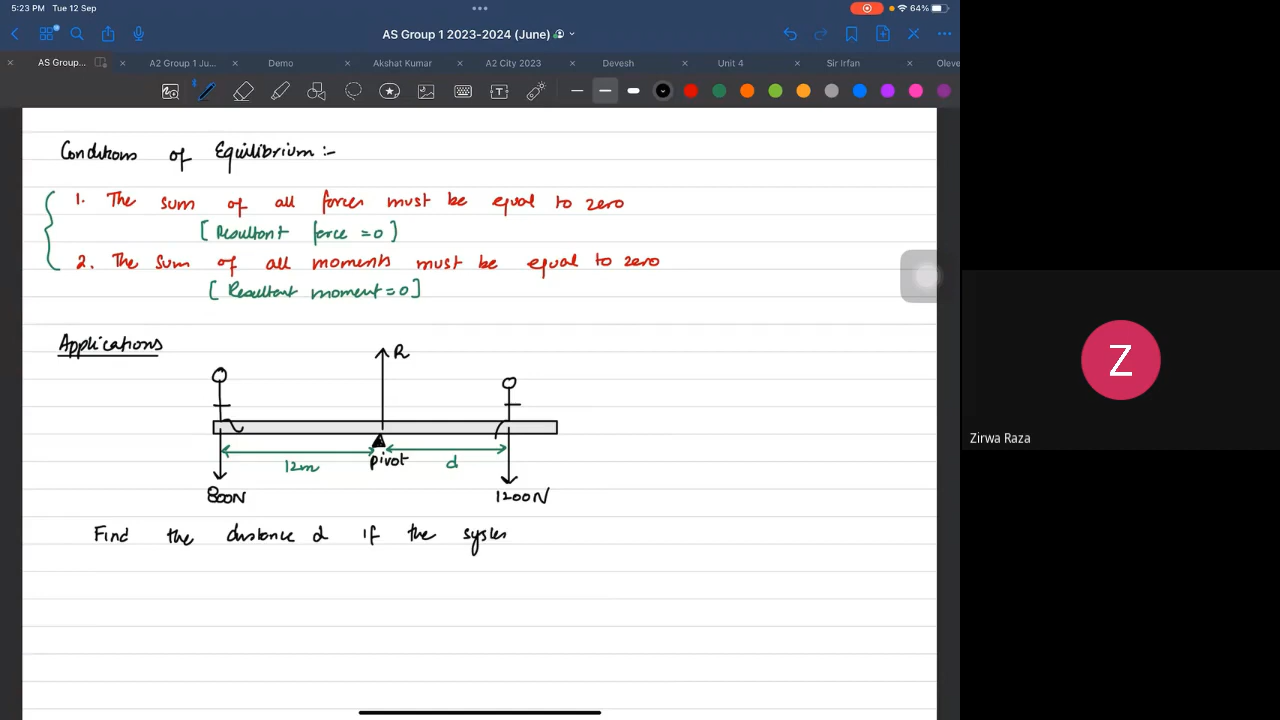 5:23 PM Tue 12 Sep
64%
AS Group 1 2023-2024 (June)
AS Group...
A2 Group 1 Ju...
Demo
Akshat Kumar
A2 City 2023
Devesh
Unit 4
Sir Irfan
Oleve
Conditions of Equilibrium :-
1. The sum of all forces must be equal to zero
[ Resultant force = 0 ]
2. The sum of all moments must be equal to zero
[ Resultant moment = 0 ]
Applications
R
12m
pivot
d
800N
1200N
Find the distance d if the system
Z
Zirwa Raza